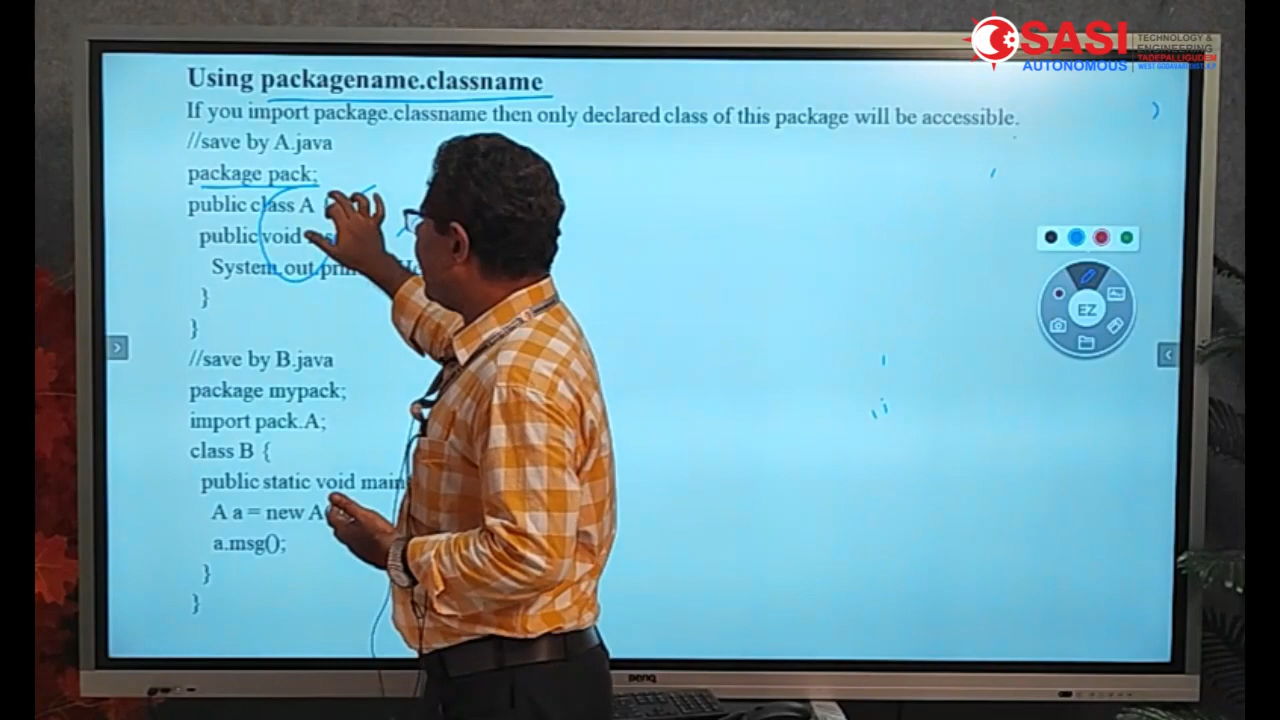 SASI
TECHNOLOGY &
ENGINEERING
TADEPALLIGUDEM
AUTONOMOUS
Using packagename.classname
If you import package.classname then only declared class of this package will be accessible.
//save by A.java
package pack;
public class A
public void
System.out.
}
}
//save by B.java
package mypack;
import pack.A;
class B {
public static void main
A a = new A
a.msg();
}
}
EZ
BenQ